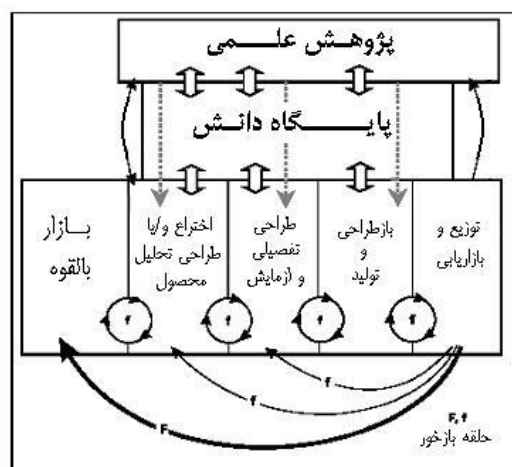 پژوهش علمی
پایگاه دانش
بازار
بالقوه
اختراع و/یا
طراحی تحلیل
محصول
طراحی
تفصیلی
و آزمایش
بازطراحی
و
تولید
توزیع و
بازاریابی
f
f
f
f
f
f
F
F, f
حلقه بازخور